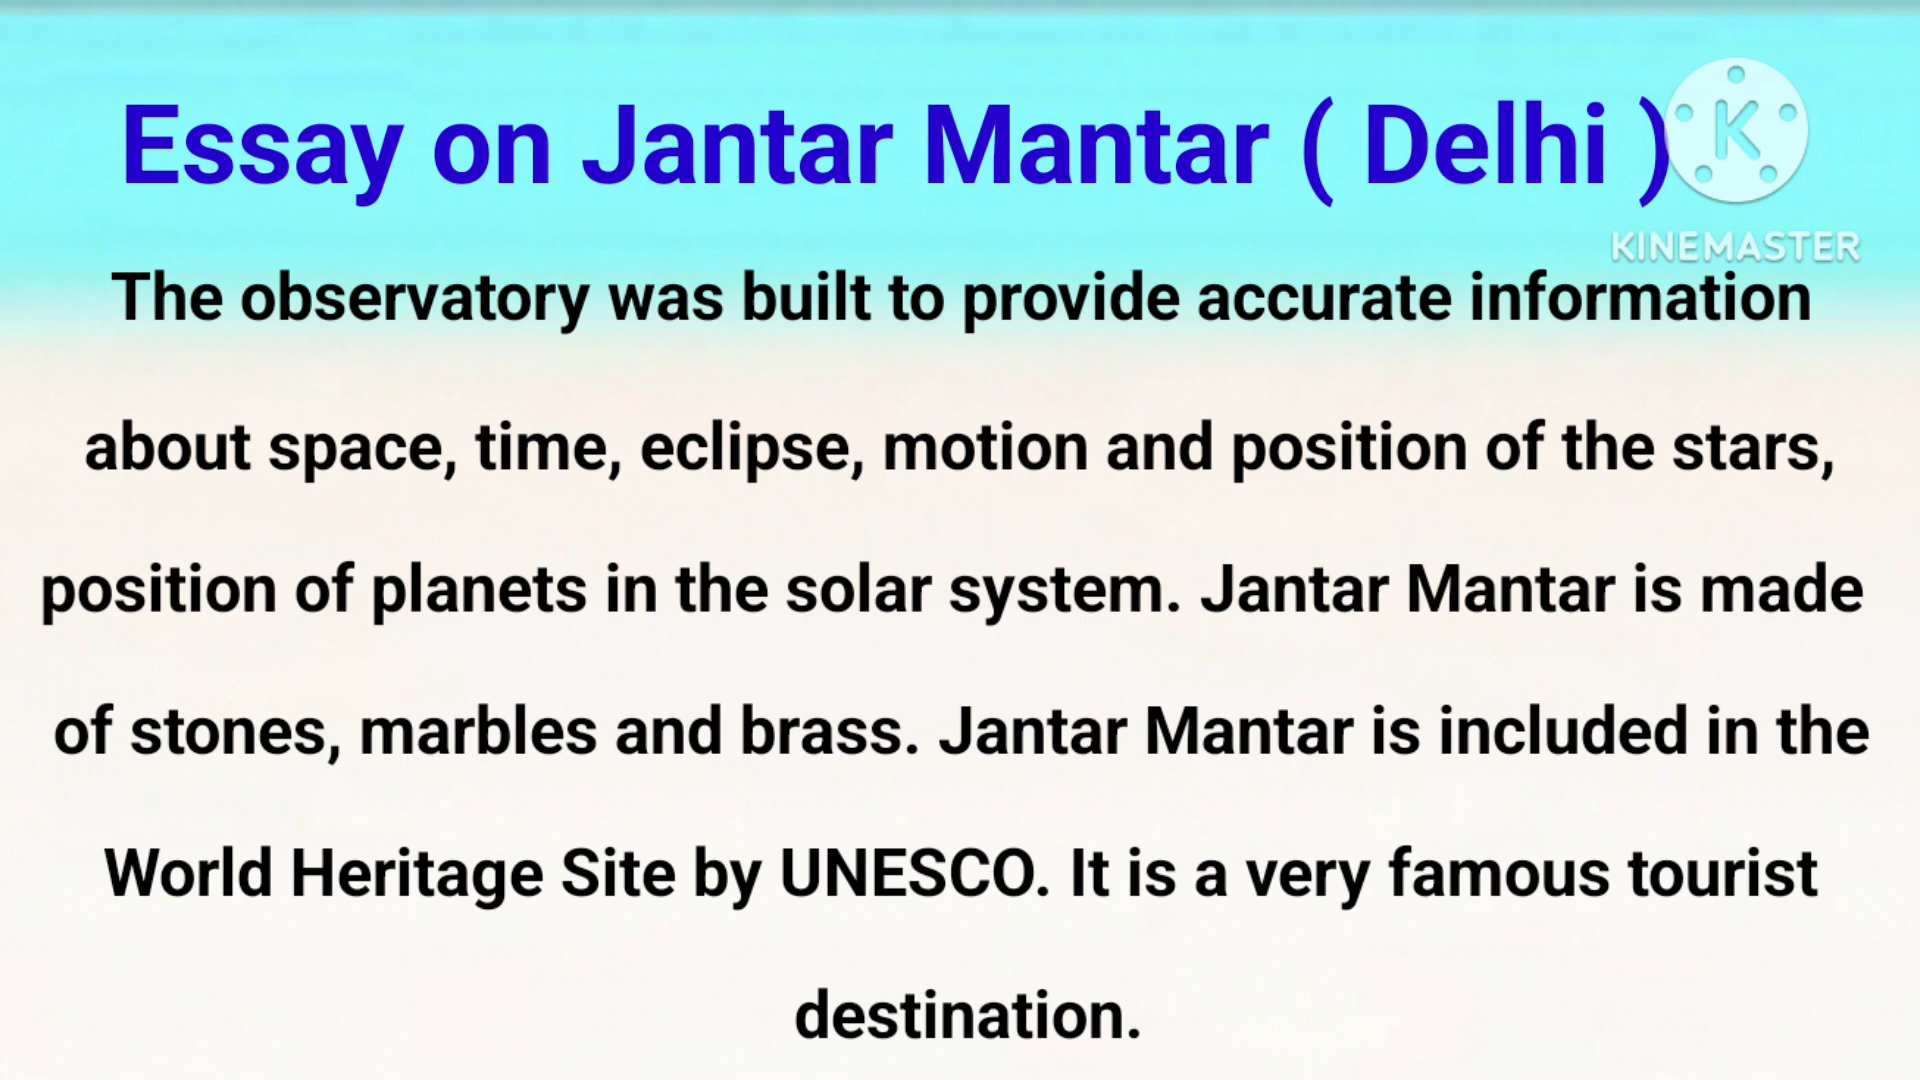 Essay on Jantar Mantar ( Delhi )
K
KINEMASTER
The observatory was built to provide accurate information
about space, time, eclipse, motion and position of the stars,
position of planets in the solar system. Jantar Mantar is made
of stones, marbles and brass. Jantar Mantar is included in the
World Heritage Site by UNESCO. It is a very famous tourist
destination.